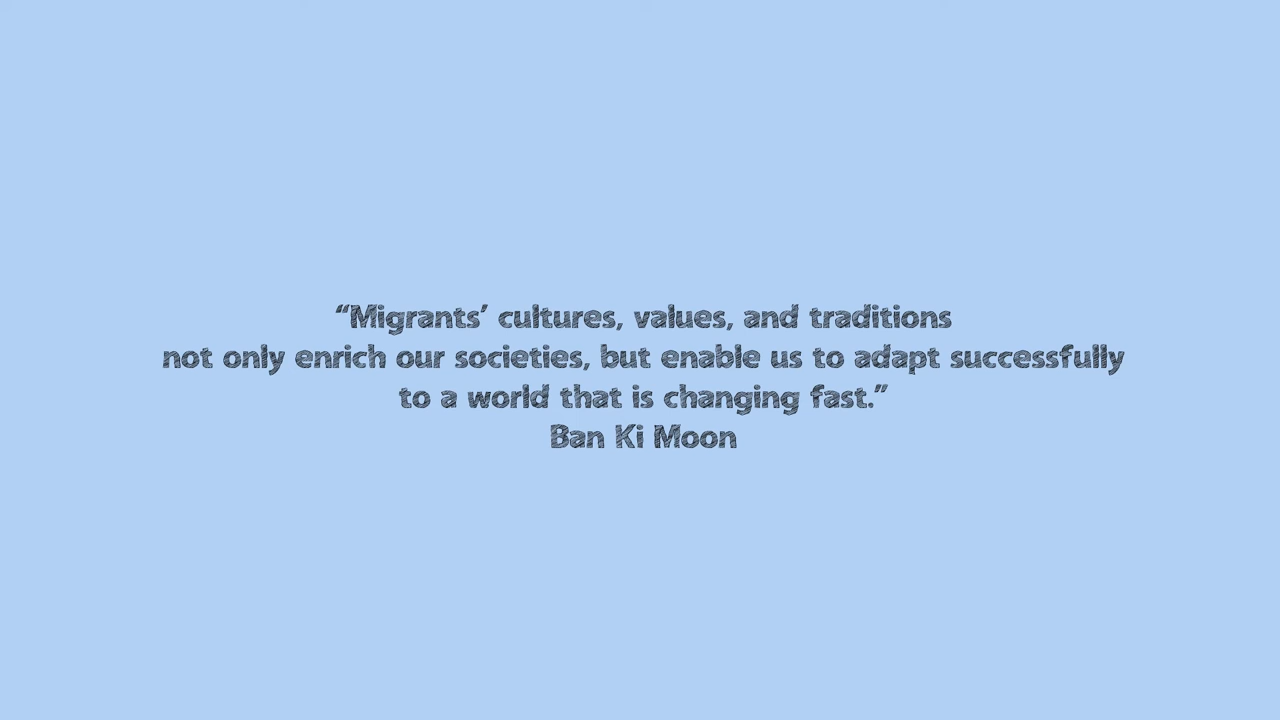 “Migrants’ cultures, values, and traditions
not only enrich our societies, but enable us to adapt successfully
to a world that is changing fast.”
Ban Ki Moon